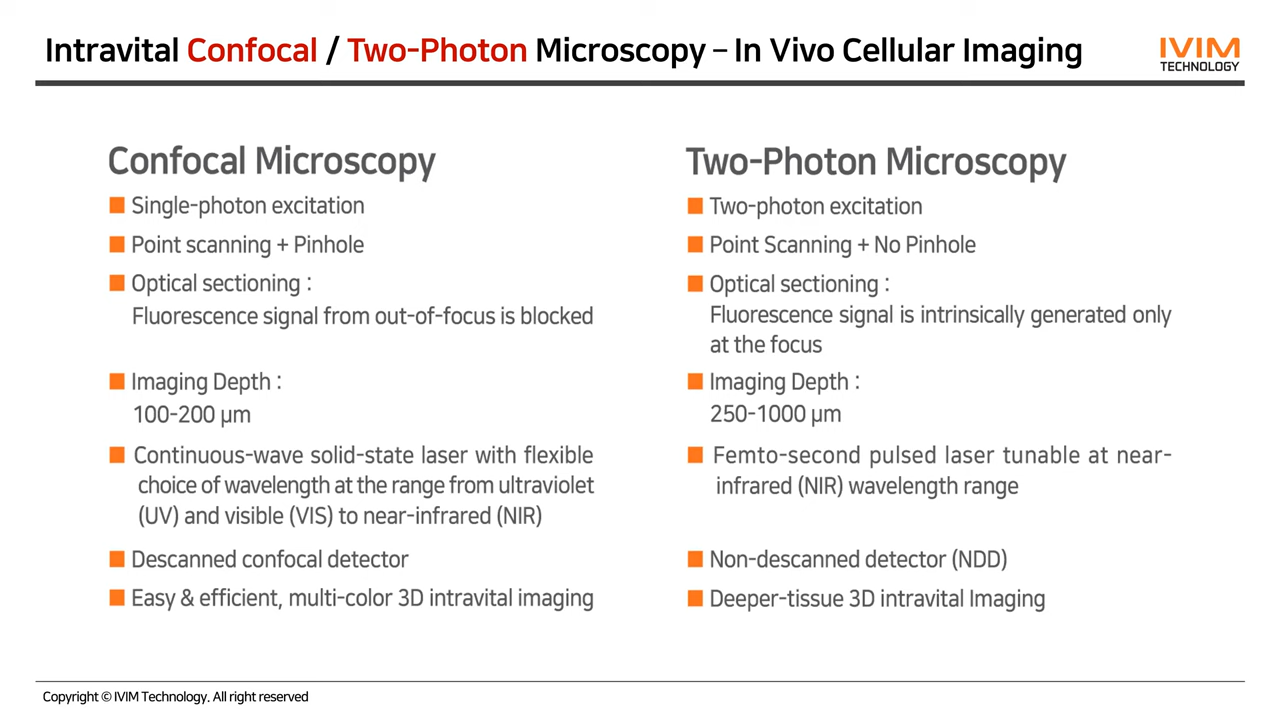 Intravital Confocal / Two-Photon Microscopy – In Vivo Cellular Imaging
IVIM
TECHNOLOGY
Confocal Microscopy
Single-photon excitation
Point scanning + Pinhole
Optical sectioning :
Fluorescence signal from out-of-focus is blocked
Imaging Depth :
100-200 μm
Continuous-wave solid-state laser with flexible
choice of wavelength at the range from ultraviolet
(UV) and visible (VIS) to near-infrared (NIR)
Descanned confocal detector
Easy & efficient, multi-color 3D intravital imaging
Two-Photon Microscopy
Two-photon excitation
Point Scanning + No Pinhole
Optical sectioning :
Fluorescence signal is intrinsically generated only
at the focus
Imaging Depth :
250-1000 μm
Femto-second pulsed laser tunable at near-
infrared (NIR) wavelength range
Non-descanned detector (NDD)
Deeper-tissue 3D intravital Imaging
Copyright © IVIM Technology. All right reserved